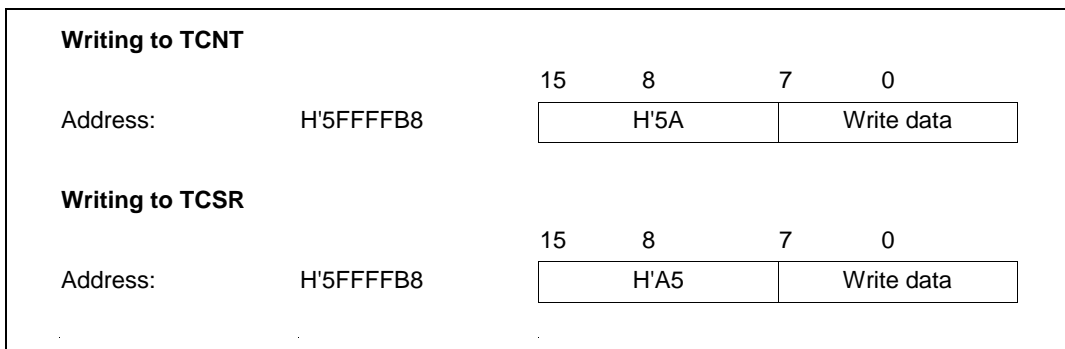 Writing to TCNT
15 8 7 0
Address: H'5FFFFB8 H'5A Write data
Writing to TCSR
15 8 7 0
Address: H'5FFFFB8 H'A5 Write data